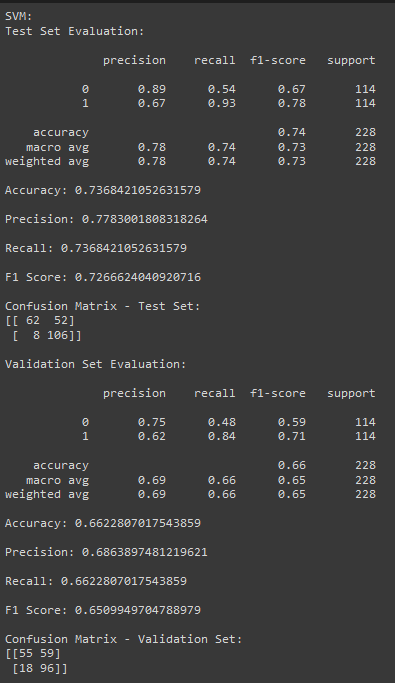 SVM:
Test Set Evaluation:
precision recall f1-score support
0 0.89 0.54 0.67 114
1 0.67 0.93 0.78 114
accuracy 0.74 228
macro avg 0.78 0.74 0.73 228
weighted avg 0.78 0.74 0.73 228
Accuracy: 0.7368421052631579
Precision: 0.7783001808318264
Recall: 0.7368421052631579
F1 Score: 0.7266624040920716
Confusion Matrix - Test Set:
[[ 62 52]
[ 8 106]]
Validation Set Evaluation:
precision recall f1-score support
0 0.75 0.48 0.59 114
1 0.62 0.84 0.71 114
accuracy 0.66 228
macro avg 0.69 0.66 0.65 228
weighted avg 0.69 0.66 0.65 228
Accuracy: 0.6622807017543859
Precision: 0.6863897481219621
Recall: 0.6622807017543859
F1 Score: 0.6509949704788979
Confusion Matrix - Validation Set:
[[55 59]
[18 96]]